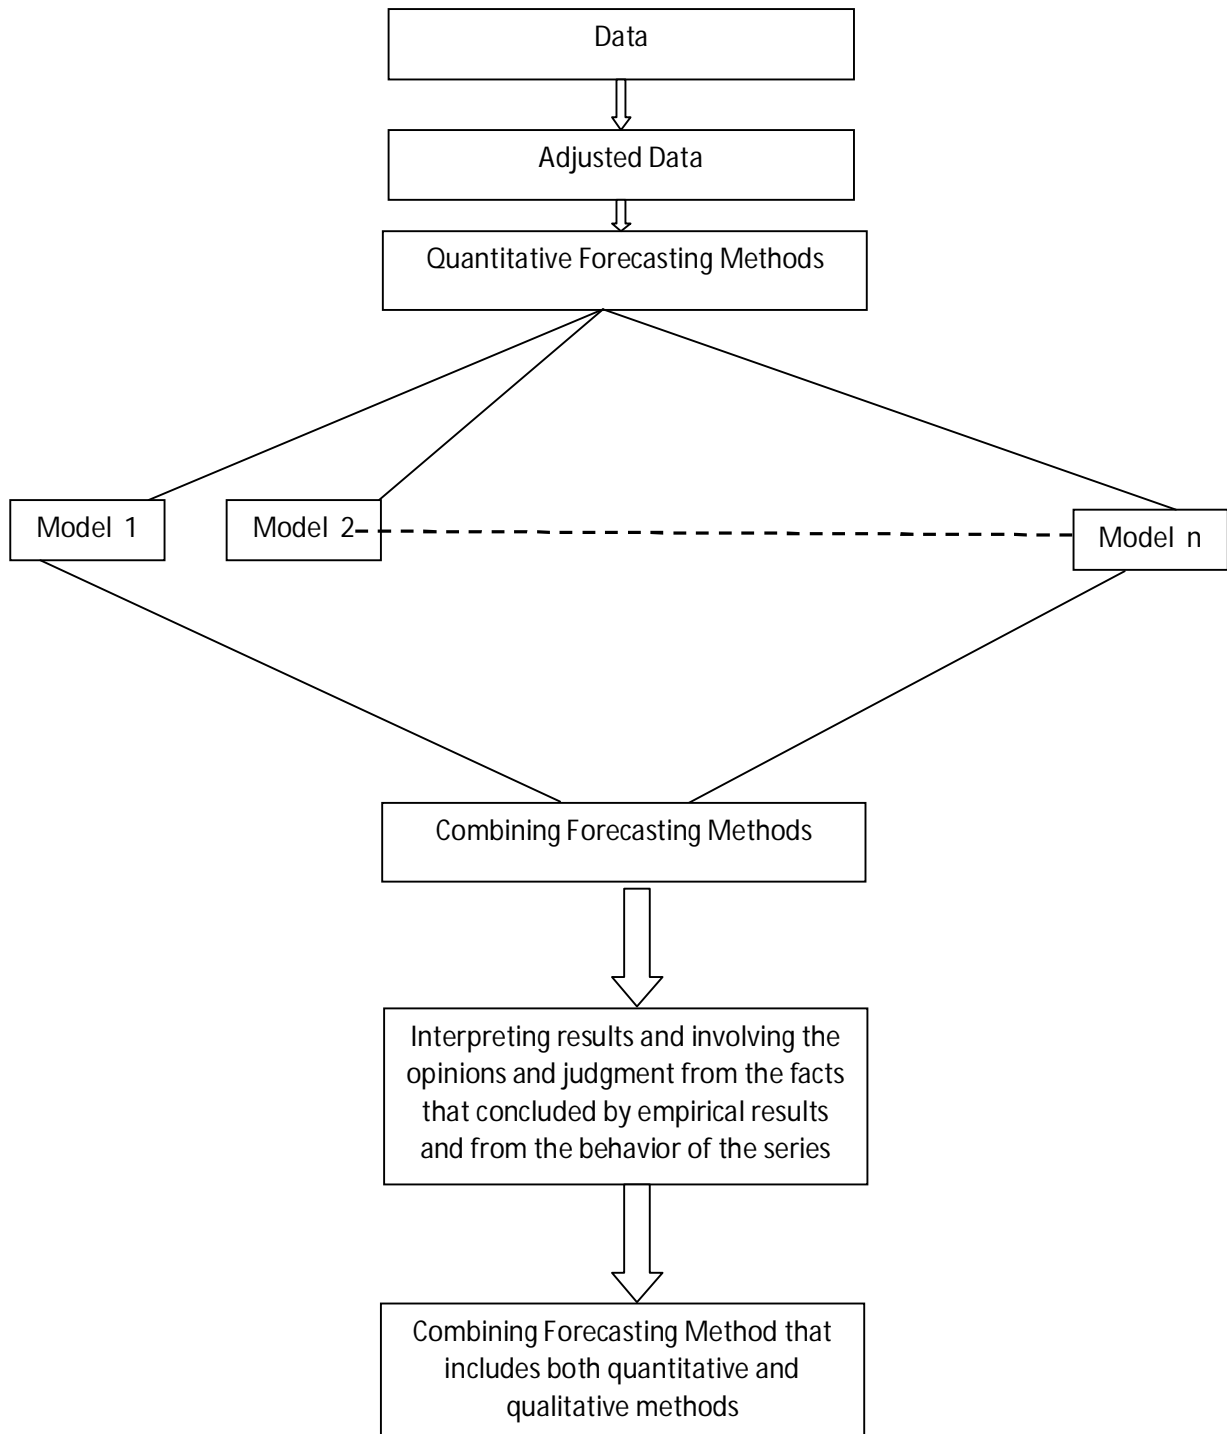 Data
Adjusted Data
Quantitative Forecasting Methods
Model 1
Model 2
Model n
Combining Forecasting Methods
Interpreting results and involving the
opinions and judgment from the facts
that concluded by empirical results
and from the behavior of the series
Combining Forecasting Method that
includes both quantitative and
qualitative methods